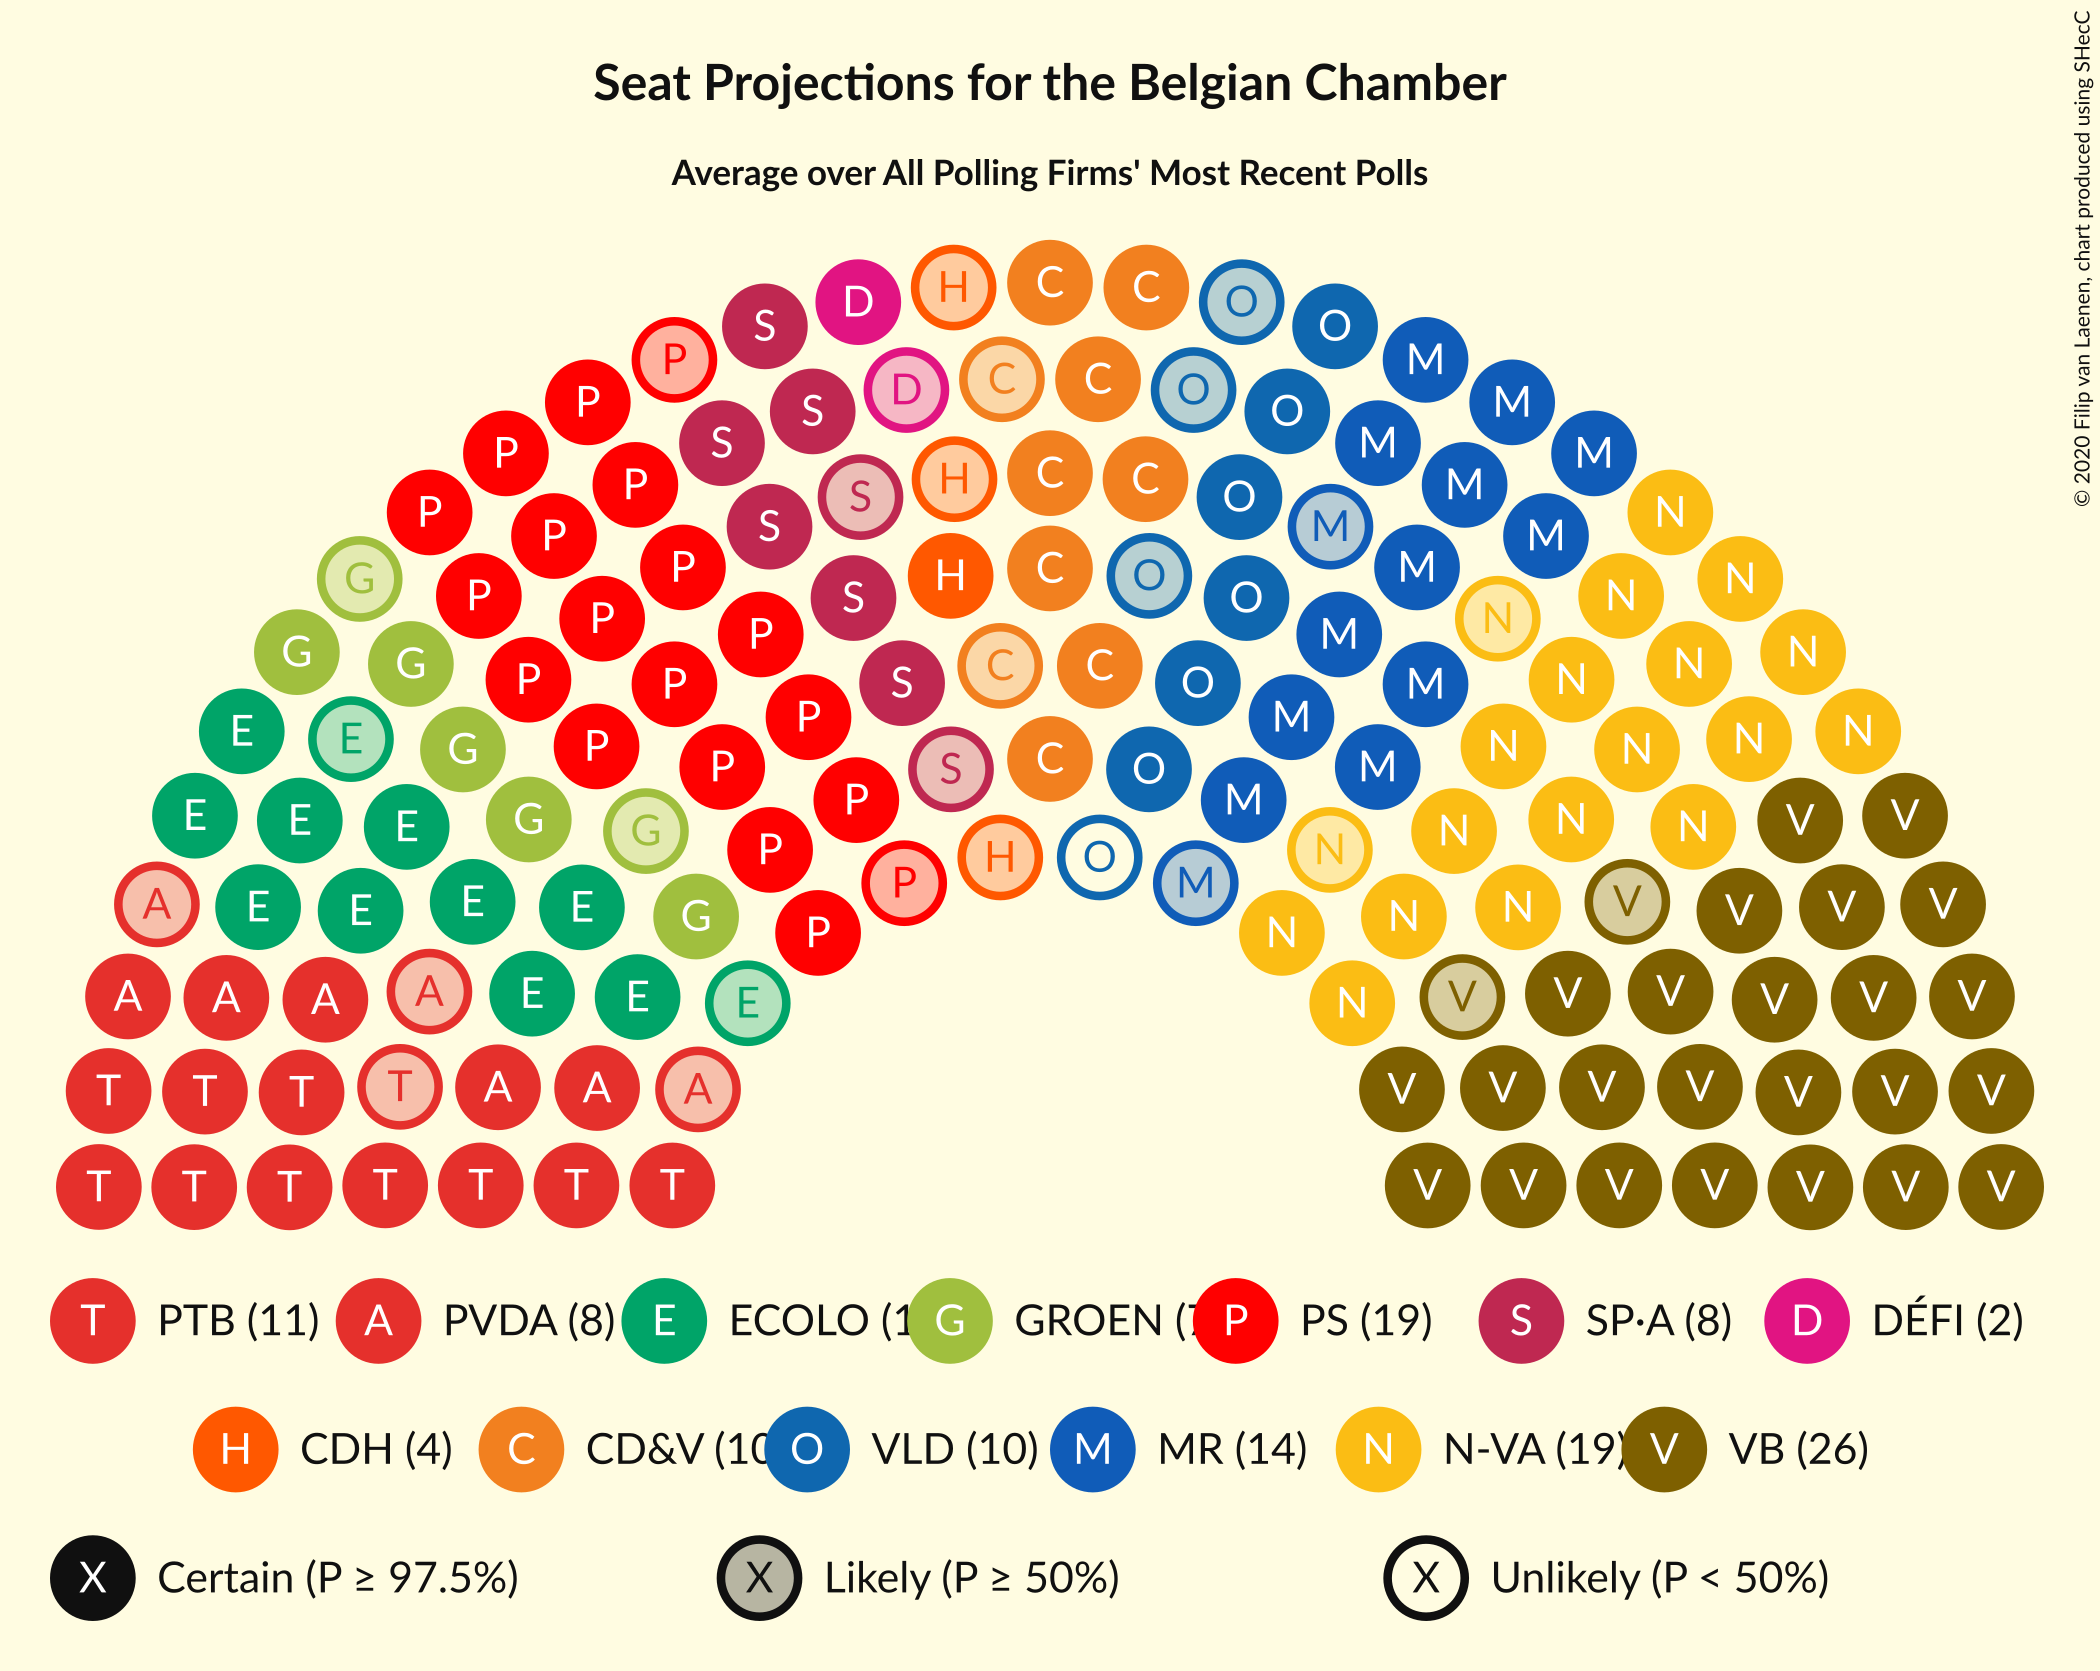 Seat Projections for the Belgian Chamber
Average over All Polling Firms' Most Recent Polls
© 2020 Filip van Laenen, chart produced using SHecC
H C C
D O
S O
P D C C O M
P S O M
S M
P H C C M
P S O M
P S M M
P H C O N
G P S O M M
P P N N
P P M N
G G S C C O M N
P P M N N
E P S C O M N
E G P P M N N N
E E E G P P M N N N V V
G P H O N
A E E E E P M V V V V
G P N N N
A A A A E E E N V V V V V V
T T T T A A A V V V V V V V
T T T T T T T V V V V V V V
T PTB (11) A PVDA (8) E ECOLO (1 G GROEN (7 P PS (19) S SP·A (8) D DÉFI (2)
H CDH (4) C CD&V (10 O VLD (10) M MR (14) N N-VA (19) V VB (26)
X Certain (P ≥ 97.5%) X Likely (P ≥ 50%) X Unlikely (P < 50%)